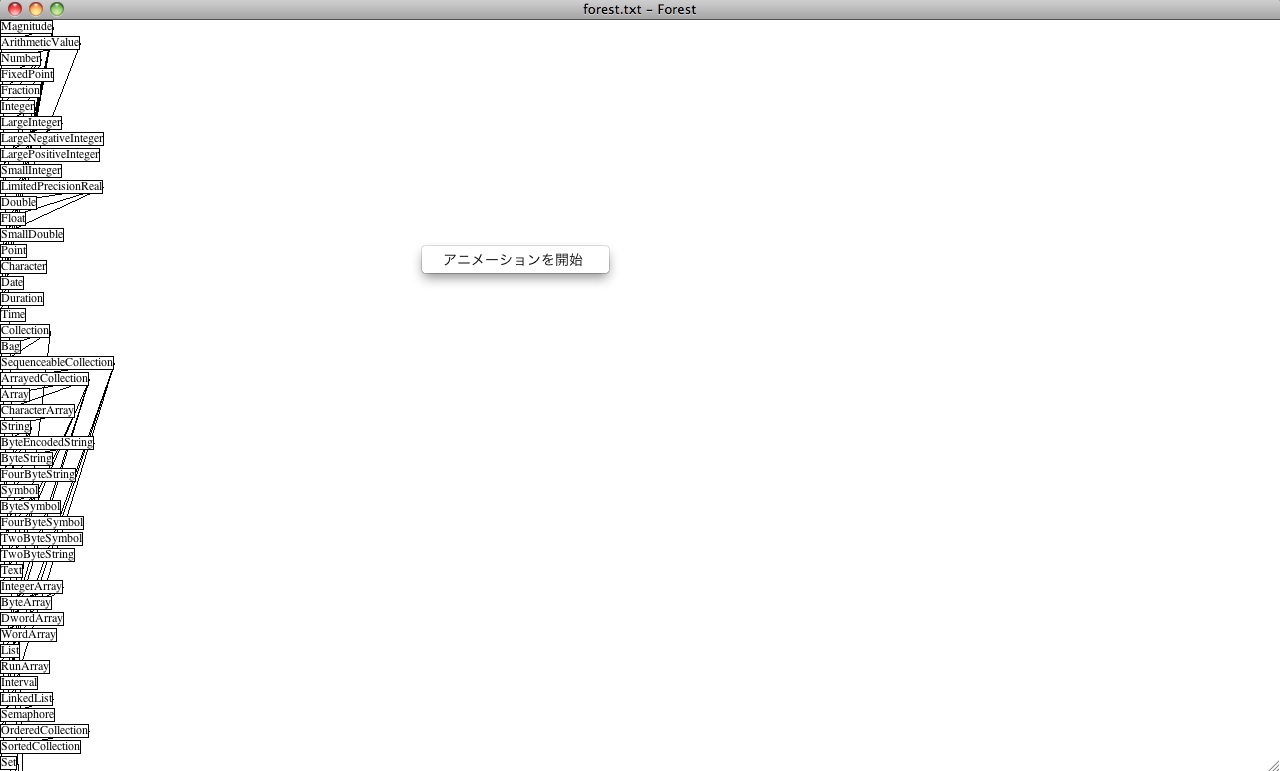 forest.txt – Forest
Magnitude
ArithmeticValue
Number
FixedPoint
Fraction
Integer
LargeInteger
LargeNegativeInteger
LargePositiveInteger
SmallInteger
LimitedPrecisionReal
Double
Float
SmallDouble
Point
アニメーションを開始
Character
Date
Duration
Time
Collection
Bag
SequenceableCollection
ArrayedCollection
Array
CharacterArray
String
ByteEncodedString
ByteString
FourByteString
Symbol
ByteSymbol
FourByteSymbol
TwoByteSymbol
TwoByteString
Text
IntegerArray
ByteArray
DwordArray
WordArray
List
RunArray
Interval
LinkedList
Semaphore
OrderedCollection
SortedCollection
Set